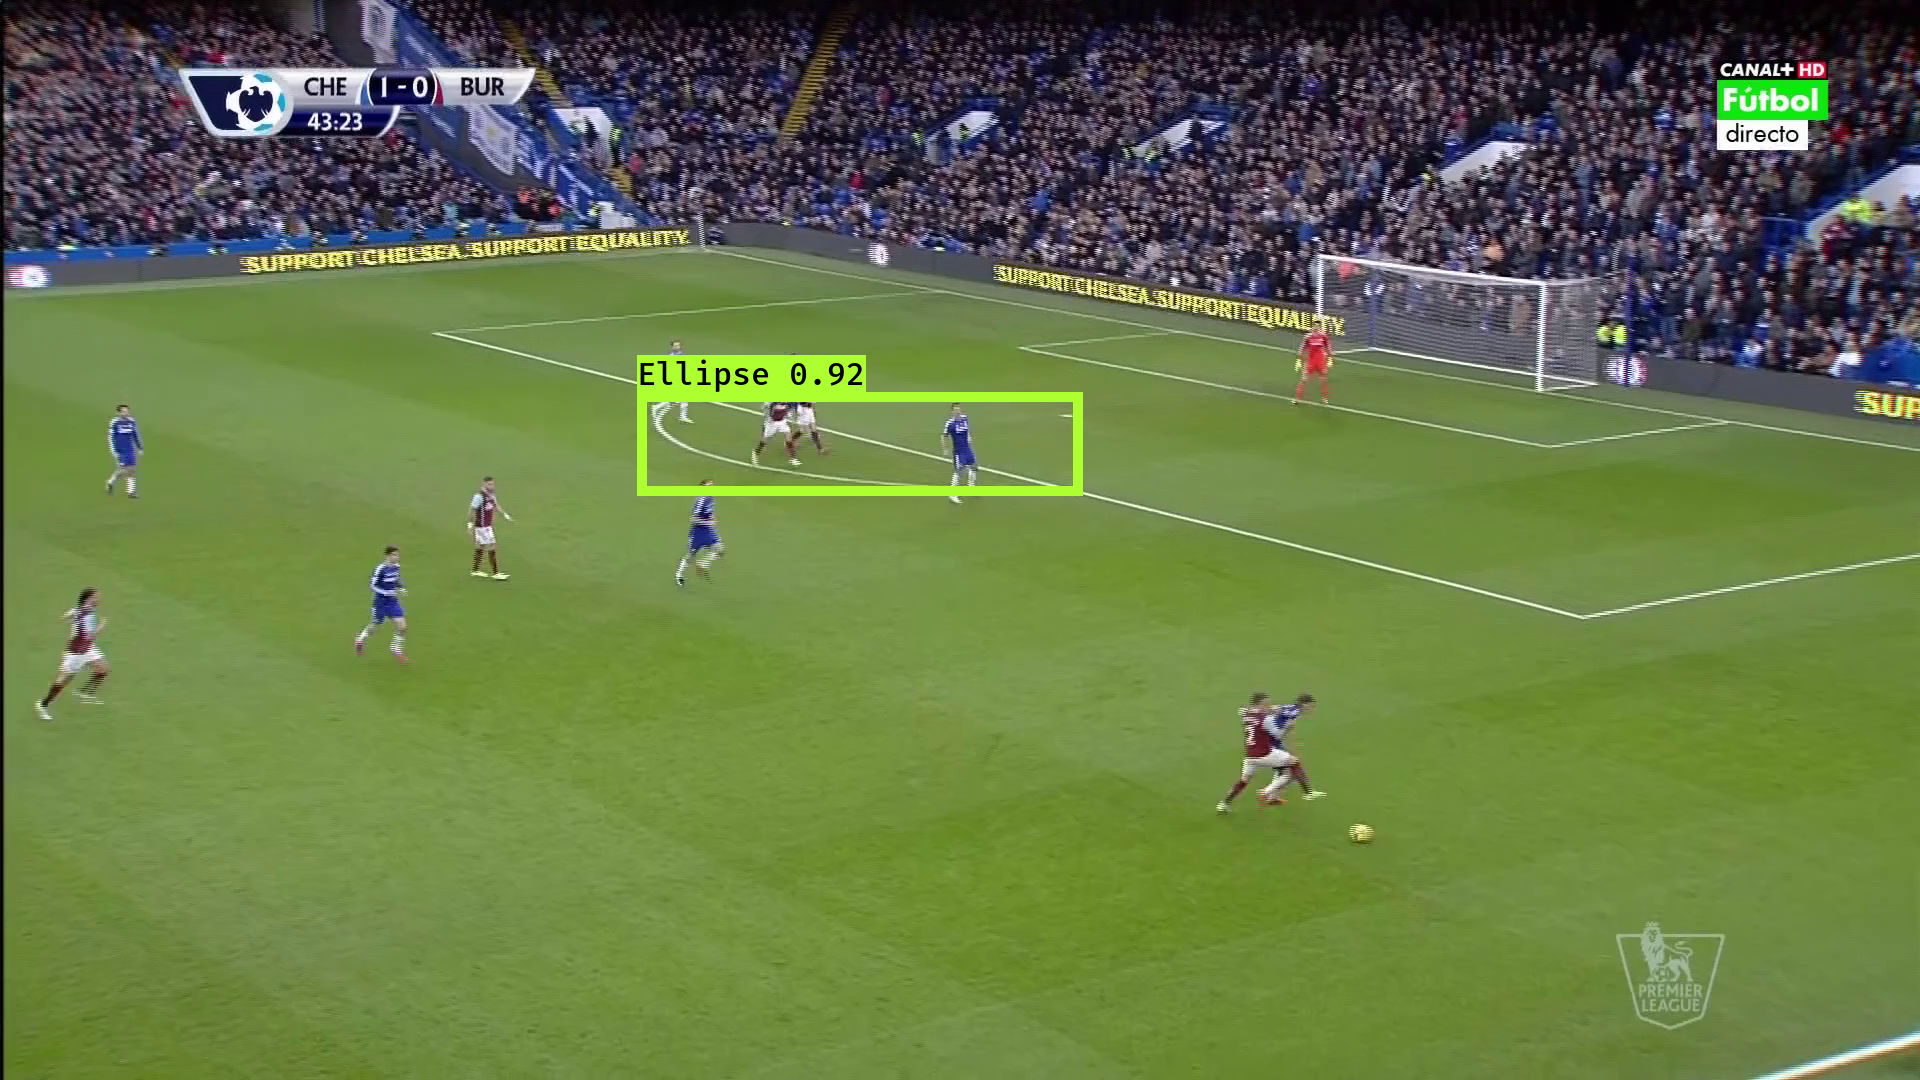 CHE 1-0 BUR
43:23
CANAL+ HD
Fútbol
directo
SUPPORT CHELSEA. SUPPORT EQUALITY.
SUPPORT CHELSEA. SUPPORT EQUALITY.
Ellipse 0.92
SUP
PREMIER
LEAGUE